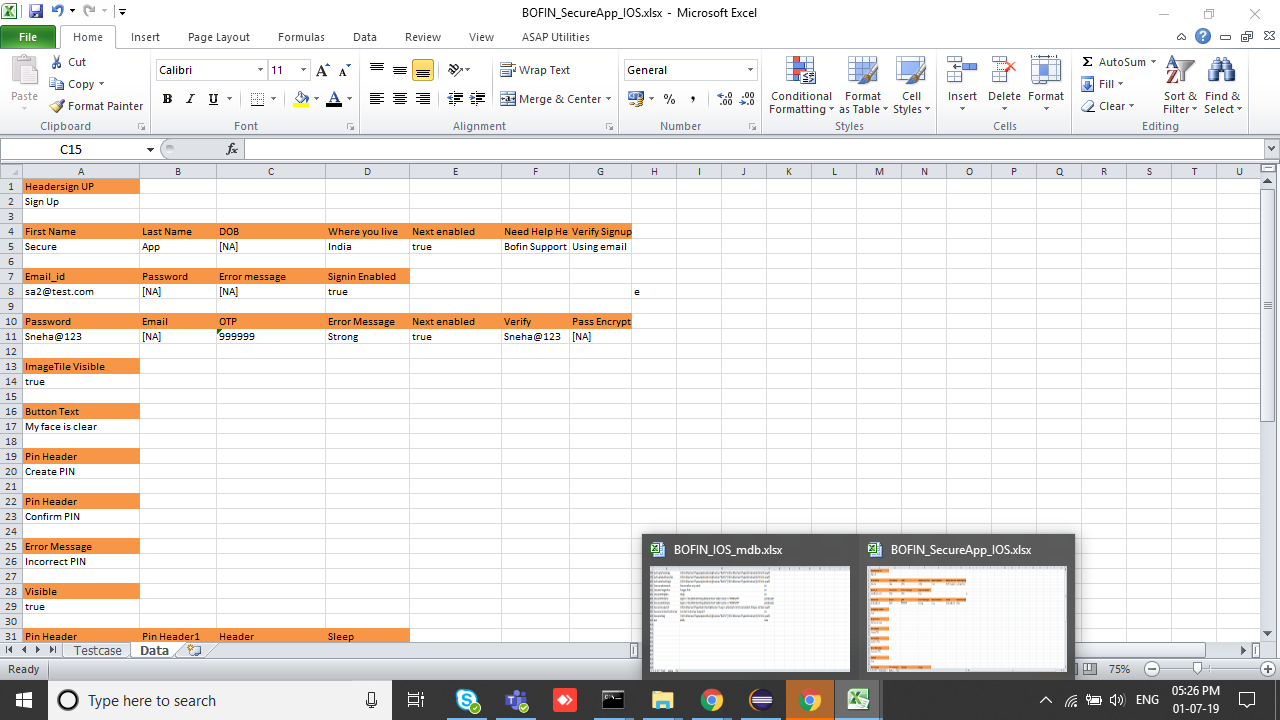 BOFIN_SecureApp_IOS.xlsx - Microsoft Excel
File Home Insert Page Layout Formulas Data Review View ASAP Utilities
Paste Cut Copy Format Painter Clipboard
Calibri 11 B I U A Font
Wrap Text Merge & Center Alignment
General % , Number
Conditional Formatting Format as Table Cell Styles Styles
Insert Delete Format Cells
Σ AutoSum Fill Clear Sort & Filter Find & Select Editing
C15 fx
A B C D E F G H I J K L M N O P Q R S T U
1 Headersign UP
2 Sign Up
3
4 First Name Last Name DOB Where you live Next enabled Need Help He Verify Signup
5 Secure App [NA] India true Bofin Support Using email
6
7 Email_id Password Error message Signin Enabled
8 sa2@test.com [NA] [NA] true e
9
10 Password Email OTP Error Message Next enabled Verify Pass Encrypt
11 Sneha@123 [NA] 999999 Strong true Sneha@123 [NA]
12
13 ImageTile Visible
14 true
15
16 Button Text
17 My face is clear
18
19 Pin Header
20 Create PIN
21
22 Pin Header
23 Confirm PIN
24
25 Error Message
26 Incorrect PIN
27
28 Visible
29 true
30
31 Pin Header Pin Header1 Header Sleep
BOFIN_IOS_mdb.xlsx BOFIN_SecureApp_IOS.xlsx
Testcase Data
Ready 75%
Type here to search
ENG PM
01-07-19